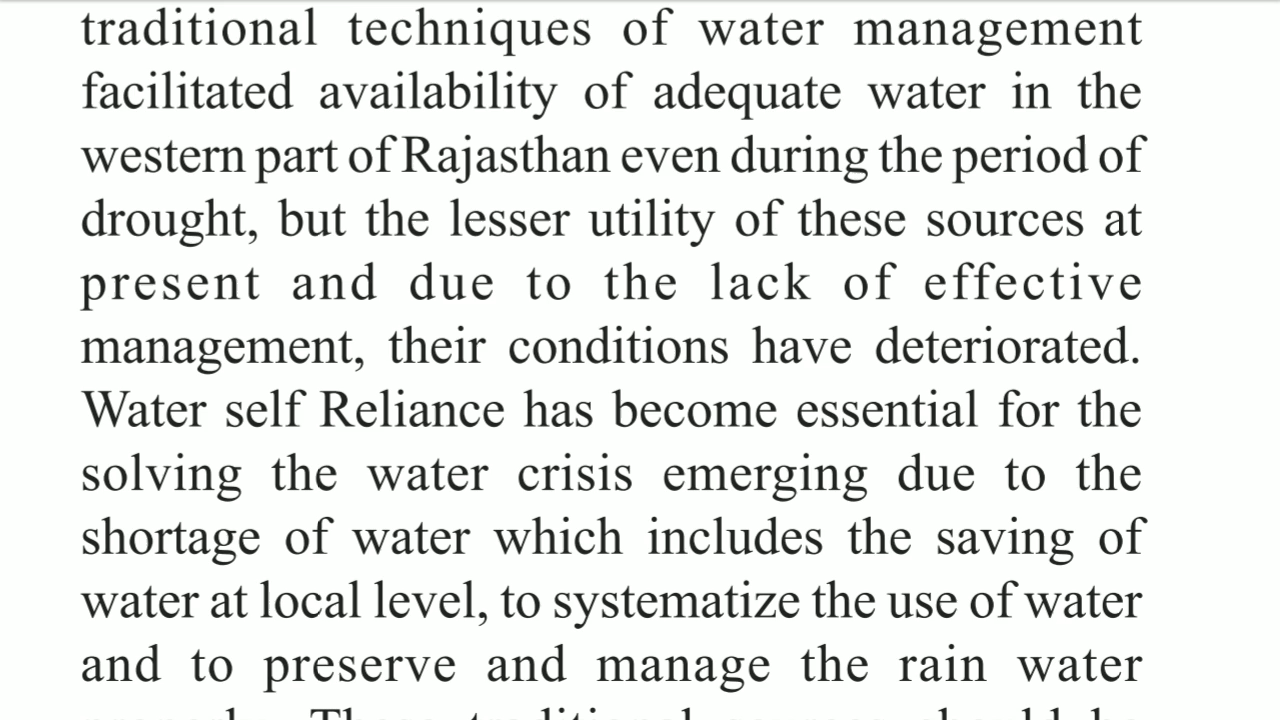 traditional techniques of water management
facilitated availability of adequate water in the
western part of Rajasthan even during the period of
drought, but the lesser utility of these sources at
present and due to the lack of effective
management, their conditions have deteriorated.
Water self Reliance has become essential for the
solving the water crisis emerging due to the
shortage of water which includes the saving of
water at local level, to systematize the use of water
and to preserve and manage the rain water